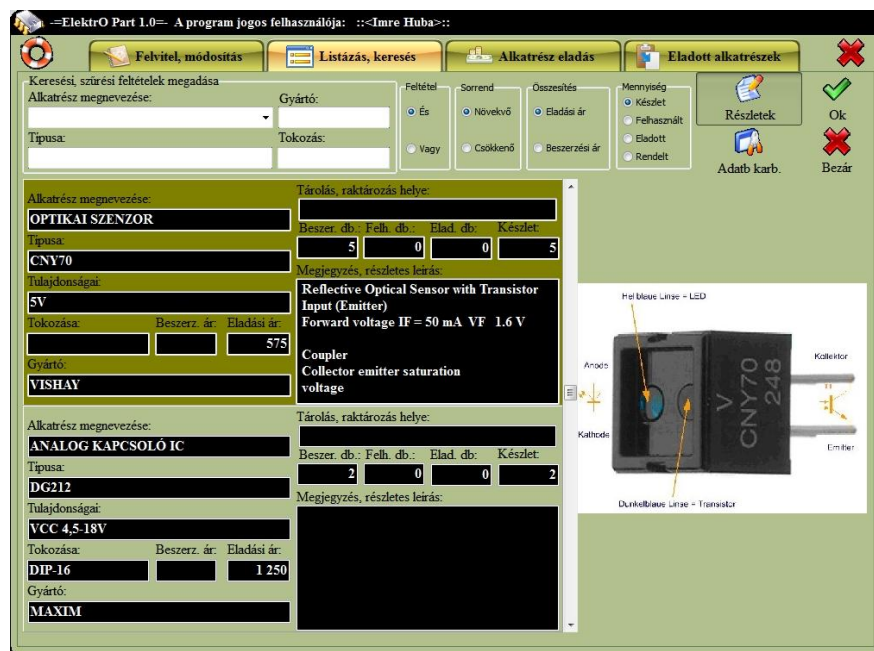 -=ElektrO Part 1.0=- A program jogos felhasználója: ::<Imre Huba>::
Felvitel, módosítás
Listázás, keresés
Alkatrész eladás
Eladott alkatrészek
Keresési, szürési feltételek megadása
Alkatrész megnevezése:
Gyártó:
Típusa:
Tokozás:
Feltétel
És
Vagy
Sorrend
Növekvő
Csökkenő
Összesítés
Eladási ár
Beszerzési ár
Mennyiség
Készlet
Felhasznált
Eladott
Rendelt
Részletek
Ok
Adatb karb.
Bezár
Alkatrész megnevezése:
OPTIKAI SZENZOR
Típusa:
CNY70
Tulajdonságai:
5V
Tokozása: Beszerz. ár: Eladási ár:
575
Gyártó:
VISHAY
Tárolás, raktározás helye:
Beszer. db.: Felh. db.: Elad. db: Készlet:
5 0 0 5
Megjegyzés, részletes leirás:
Reflective Optical Sensor with Transistor
Input (Emitter)
Forward voltage IF = 50 mA VF 1.6 V
Coupler
Collector emitter saturation
voltage
Alkatrész megnevezése:
ANALOG KAPCSOLÓ IC
Típusa:
DG212
Tulajdonságai:
VCC 4,5-18V
Tokozása: Beszerz. ár: Eladási ár:
DIP-16 1 250
Gyártó:
MAXIM
Tárolás, raktározás helye:
Beszer. db.: Felh. db.: Elad. db: Készlet:
2 0 0 2
Megjegyzés, részletes leirás:
Hellblaue Linse = LED
Anode
Kathode
Kollektor
Emitter
V
CNY70
248
Dunkelblaue Linse = Transistor